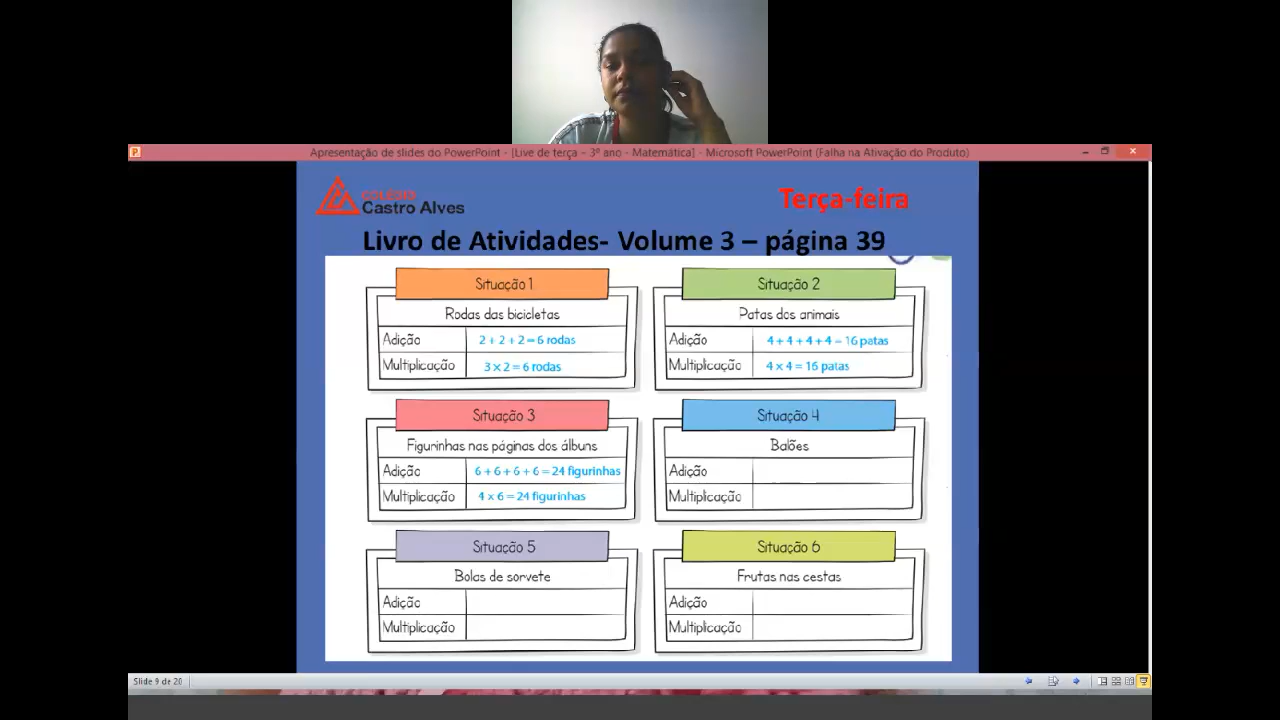 Apresentação de slides do PowerPoint - [Live de terça – 3º ano - Matemática] - Microsoft PowerPoint (Falha na Ativação do Produto)
COLÉGIO
Castro Alves
Terça-feira
Livro de Atividades- Volume 3 – página 39
Situação 1
Rodas das bicicletas
Adição 2 + 2 + 2 = 6 rodas
Multiplicação 3 x 2 = 6 rodas
Situação 2
Patas dos animais
Adição 4 + 4 + 4 + 4 = 16 patas
Multiplicação 4 x 4 = 16 patas
Situação 3
Figurinhas nas páginas dos álbuns
Adição 6 + 6 + 6 + 6 = 24 figurinhas
Multiplicação 4 x 6 = 24 figurinhas
Situação 4
Balões
Adição
Multiplicação
Situação 5
Bolas de sorvete
Adição
Multiplicação
Situação 6
Frutas nas cestas
Adição
Multiplicação
Slide 9 de 20